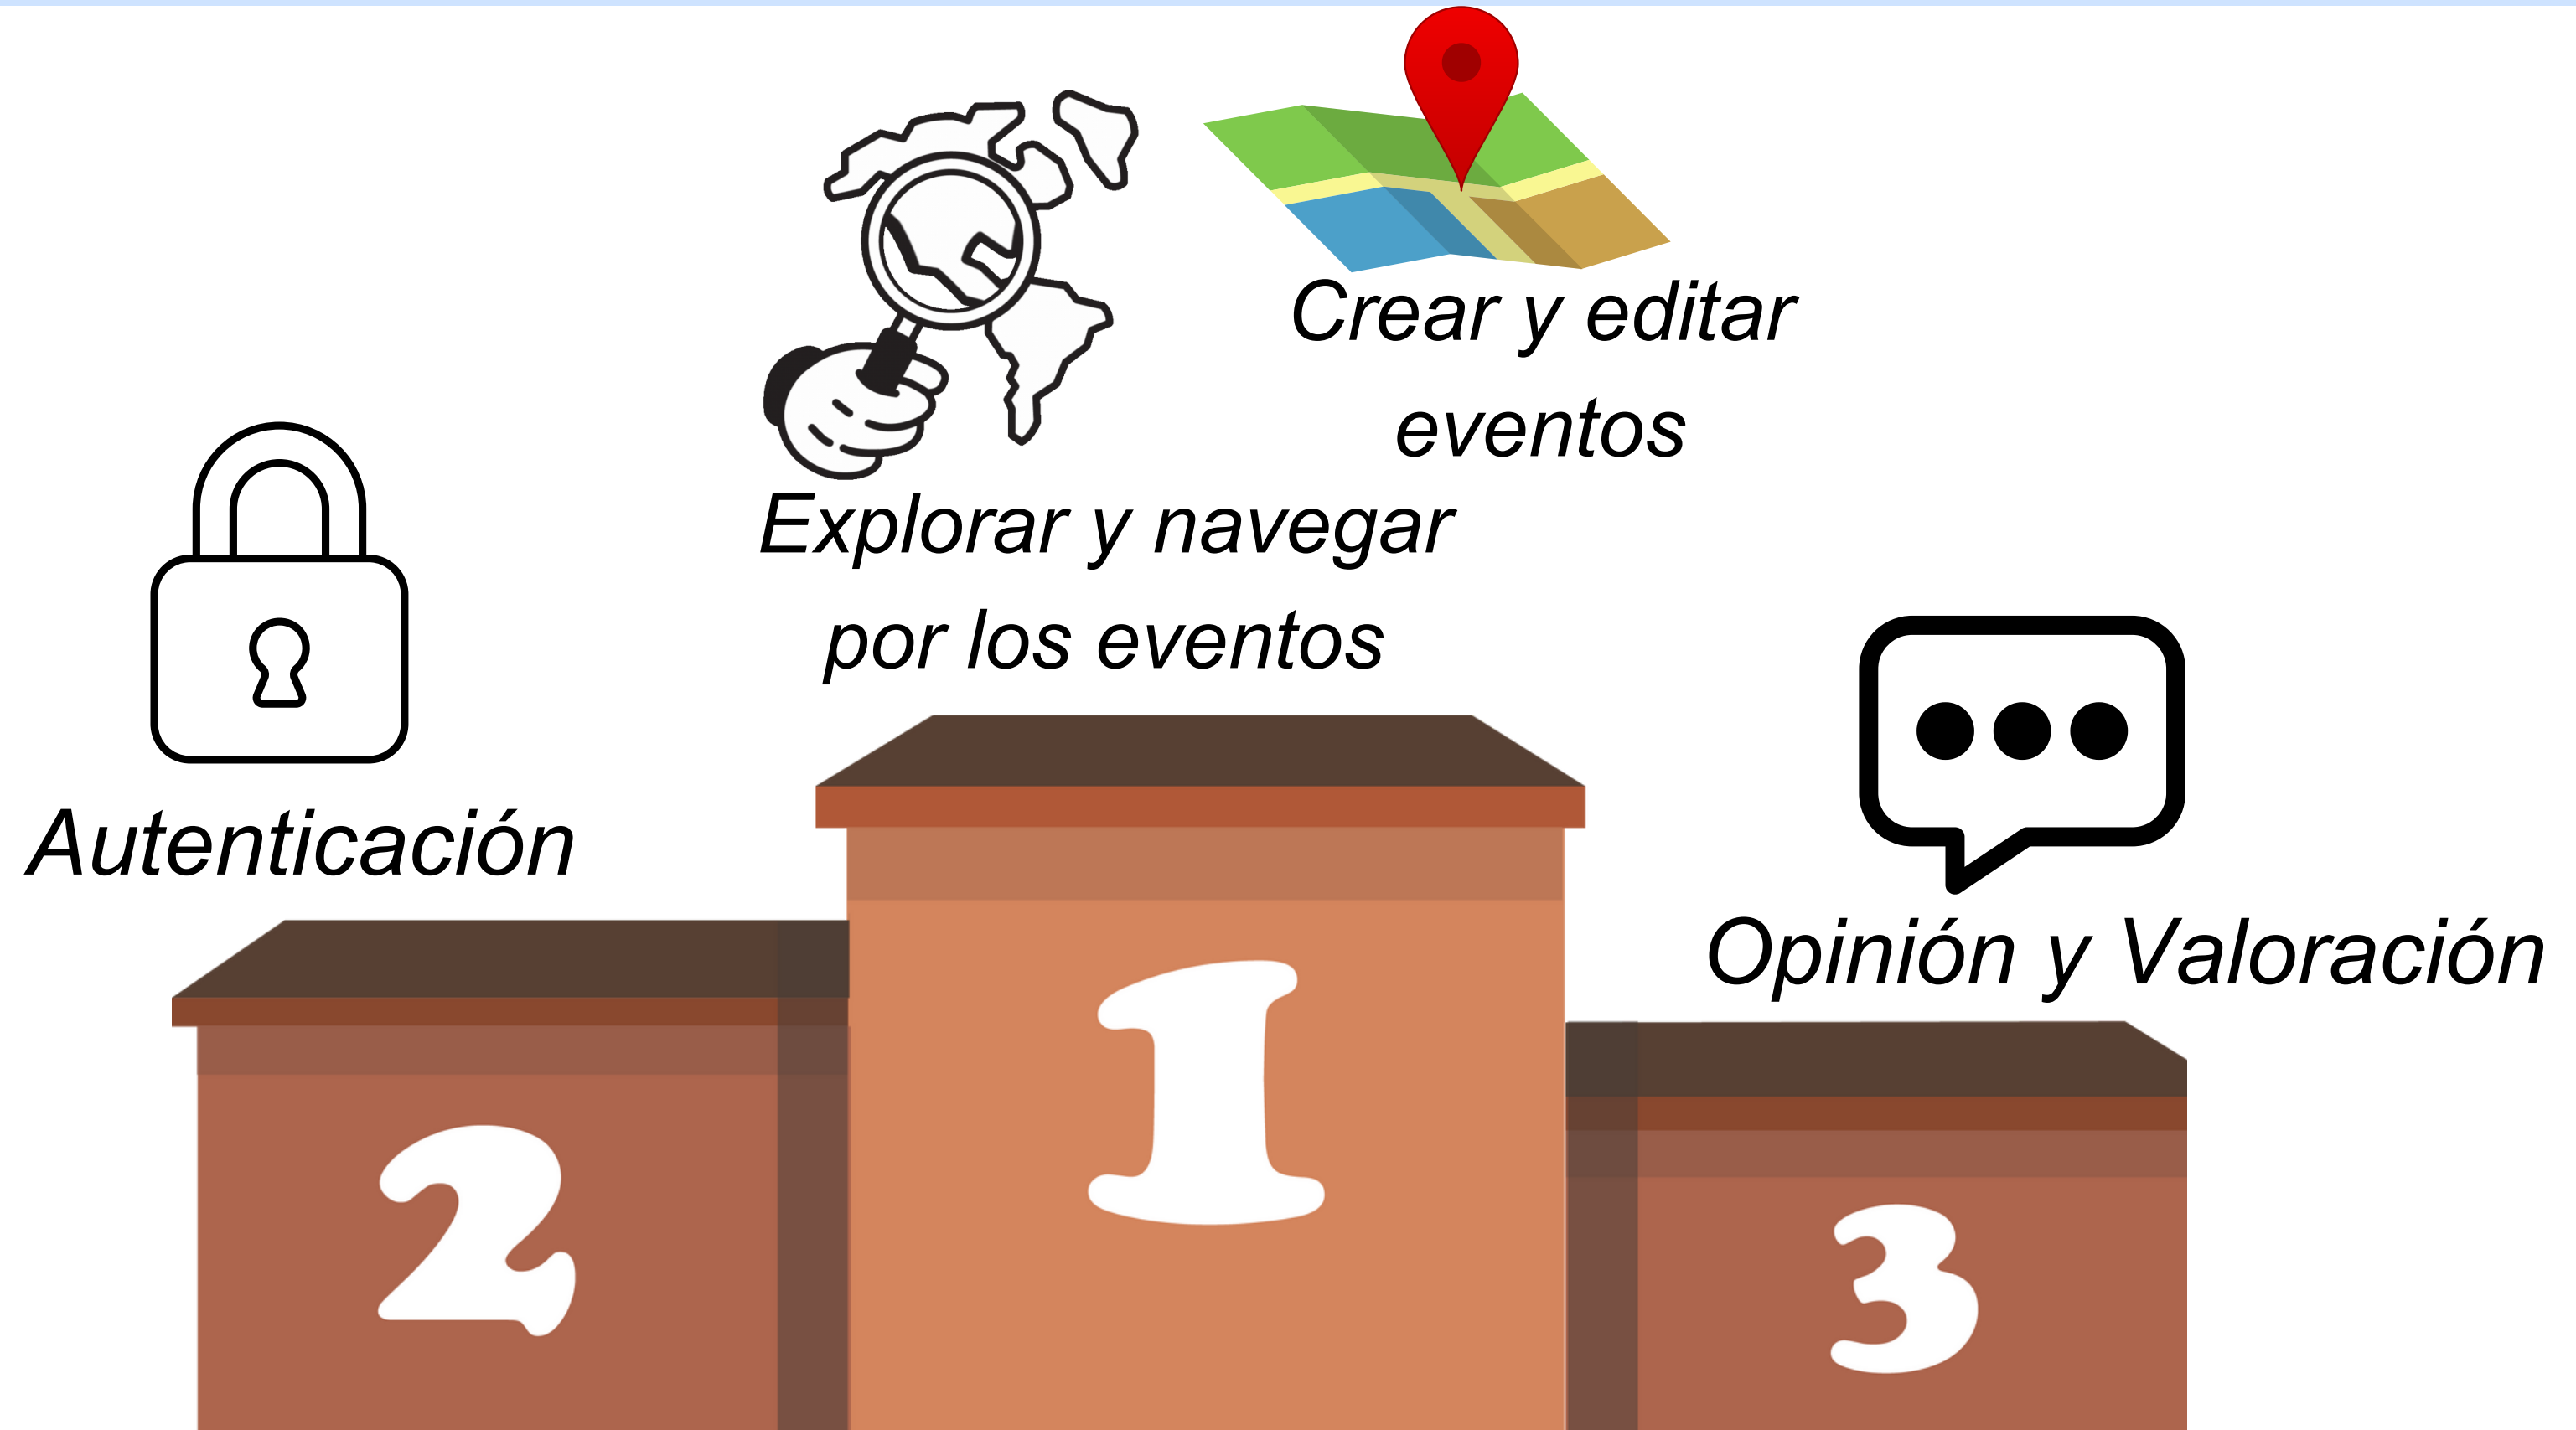 Crear y editar
eventos
Explorar y navegar
por los eventos
Autenticación
Opinión y Valoración
1
2
3